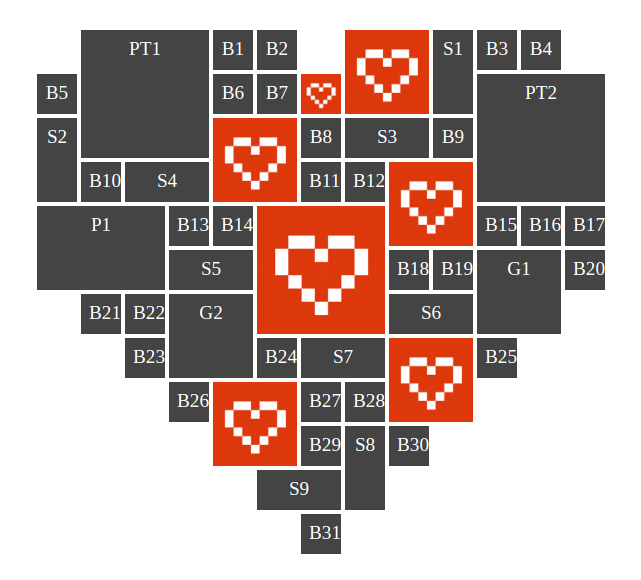 PT1 B1 B2 S1 B3 B4
B5 B6 B7 PT2
S2 B8 S3 B9
B10 S4 B11 B12
P1 B13 B14 B15 B16 B17
S5 B18 B19 G1 B20
B21 B22 G2 S6
B23 B24 S7 B25
B26 B27 B28
B29 S8 B30
S9
B31